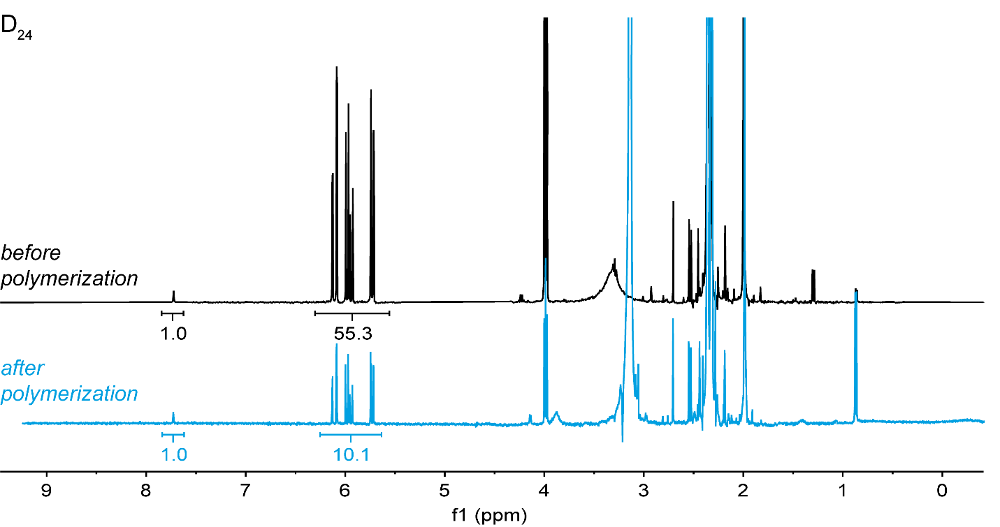 D24
before
polymerization
1.0 55.3
after
polymerization
1.0 10.1
9 8 7 6 5 4 3 2 1 0
f1 (ppm)